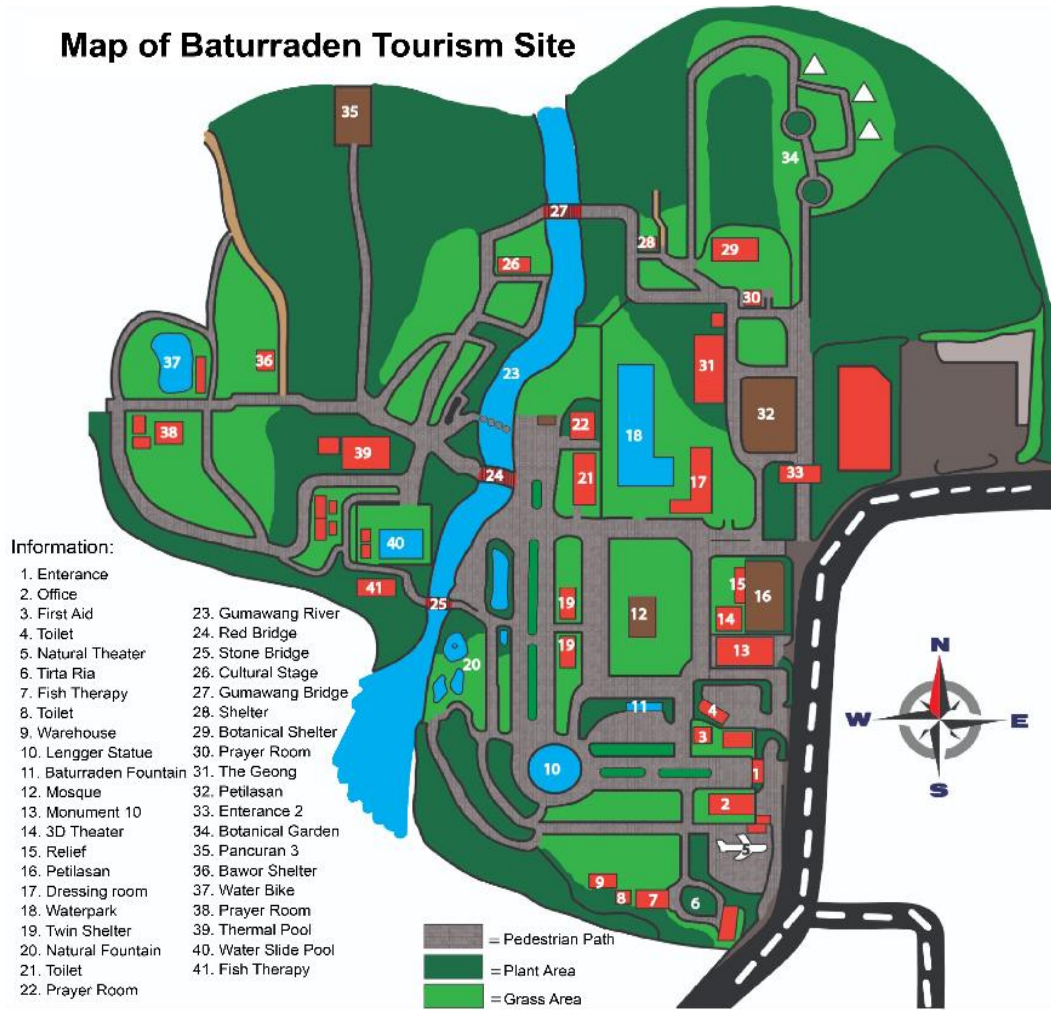 Map of Baturraden Tourism Site
35
34
27
28
29
26
30
37
36
23
31
32
38
39
22
18
21
17
33
24
40
41
25
19
19
12
15
16
14
13
20
11
4
3
10
1
2
5
9
8
7
6
N
W
E
S
Information:
1. Enterance
2. Office
3. First Aid
4. Toilet
5. Natural Theater
6. Tirta Ria
7. Fish Therapy
8. Toilet
9. Warehouse
10. Lengger Statue
11. Baturraden Fountain
12. Mosque
13. Monument 10
14. 3D Theater
15. Relief
16. Petilasan
17. Dressing room
18. Waterpark
19. Twin Shelter
20. Natural Fountain
21. Toilet
22. Prayer Room
23. Gumawang River
24. Red Bridge
25. Stone Bridge
26. Cultural Stage
27. Gumawang Bridge
28. Shelter
29. Botanical Shelter
30. Prayer Room
31. The Geong
32. Petilasan
33. Enterance 2
34. Botanical Garden
35. Pancuran 3
36. Bawor Shelter
37. Water Bike
38. Prayer Room
39. Thermal Pool
40. Water Slide Pool
41. Fish Therapy
= Pedestrian Path
= Plant Area
= Grass Area